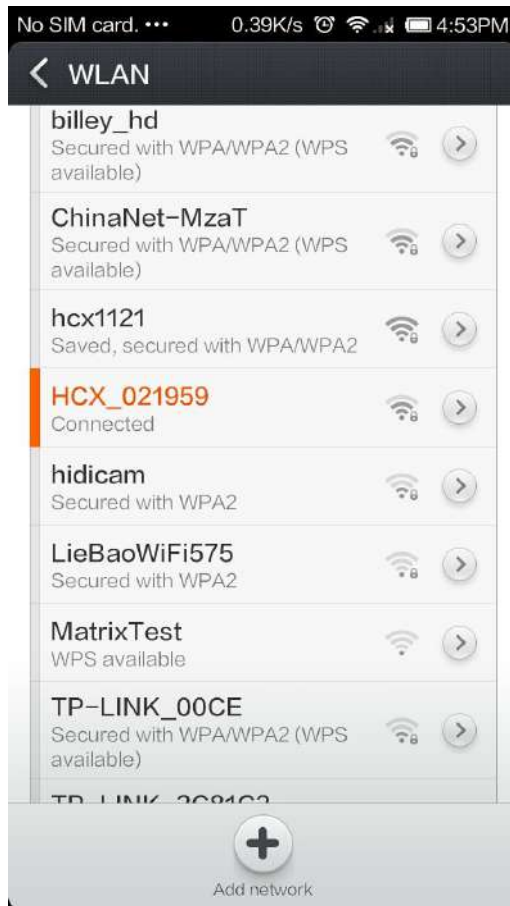 No SIM card. ••• 0.39K/s 4:53PM
WLAN
billey_hd
Secured with WPA/WPA2 (WPS
available)
ChinaNet-MzaT
Secured with WPA/WPA2 (WPS
available)
hcx1121
Saved, secured with WPA/WPA2
HCX_021959
Connected
hidicam
Secured with WPA2
LieBaoWiFi575
Secured with WPA2
MatrixTest
WPS available
TP-LINK_00CE
Secured with WPA/WPA2 (WPS
available)
Add network